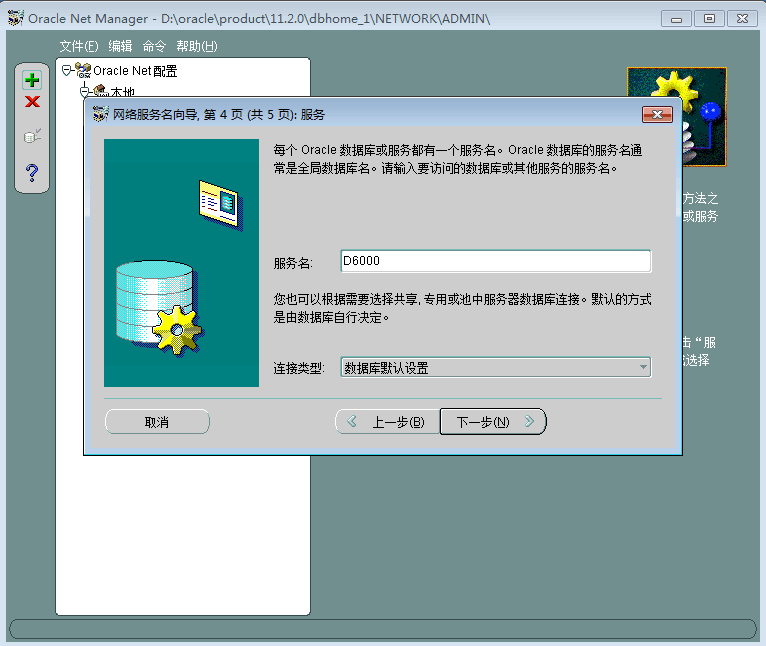 Oracle Net Manager - D:\oracle\product\11.2.0\dbhome_1\NETWORK\ADMIN\
文件(F) 编辑 命令 帮助(H)
Oracle Net 配置
本地
网络服务名向导, 第 4 页 (共 5 页): 服务
每个 Oracle 数据库或服务都有一个服务名。Oracle 数据库的服务名通
常是全局数据库名。请输入要访问的数据库或其他服务的服务名。
方法之
或服务
服务名: D6000
您也可以根据需要选择共享, 专用或池中服务器数据库连接。默认的方式
是由数据库自行决定。
击“服
选择
连接类型: 数据库默认设置
取消 上一步(B) 下一步(N)